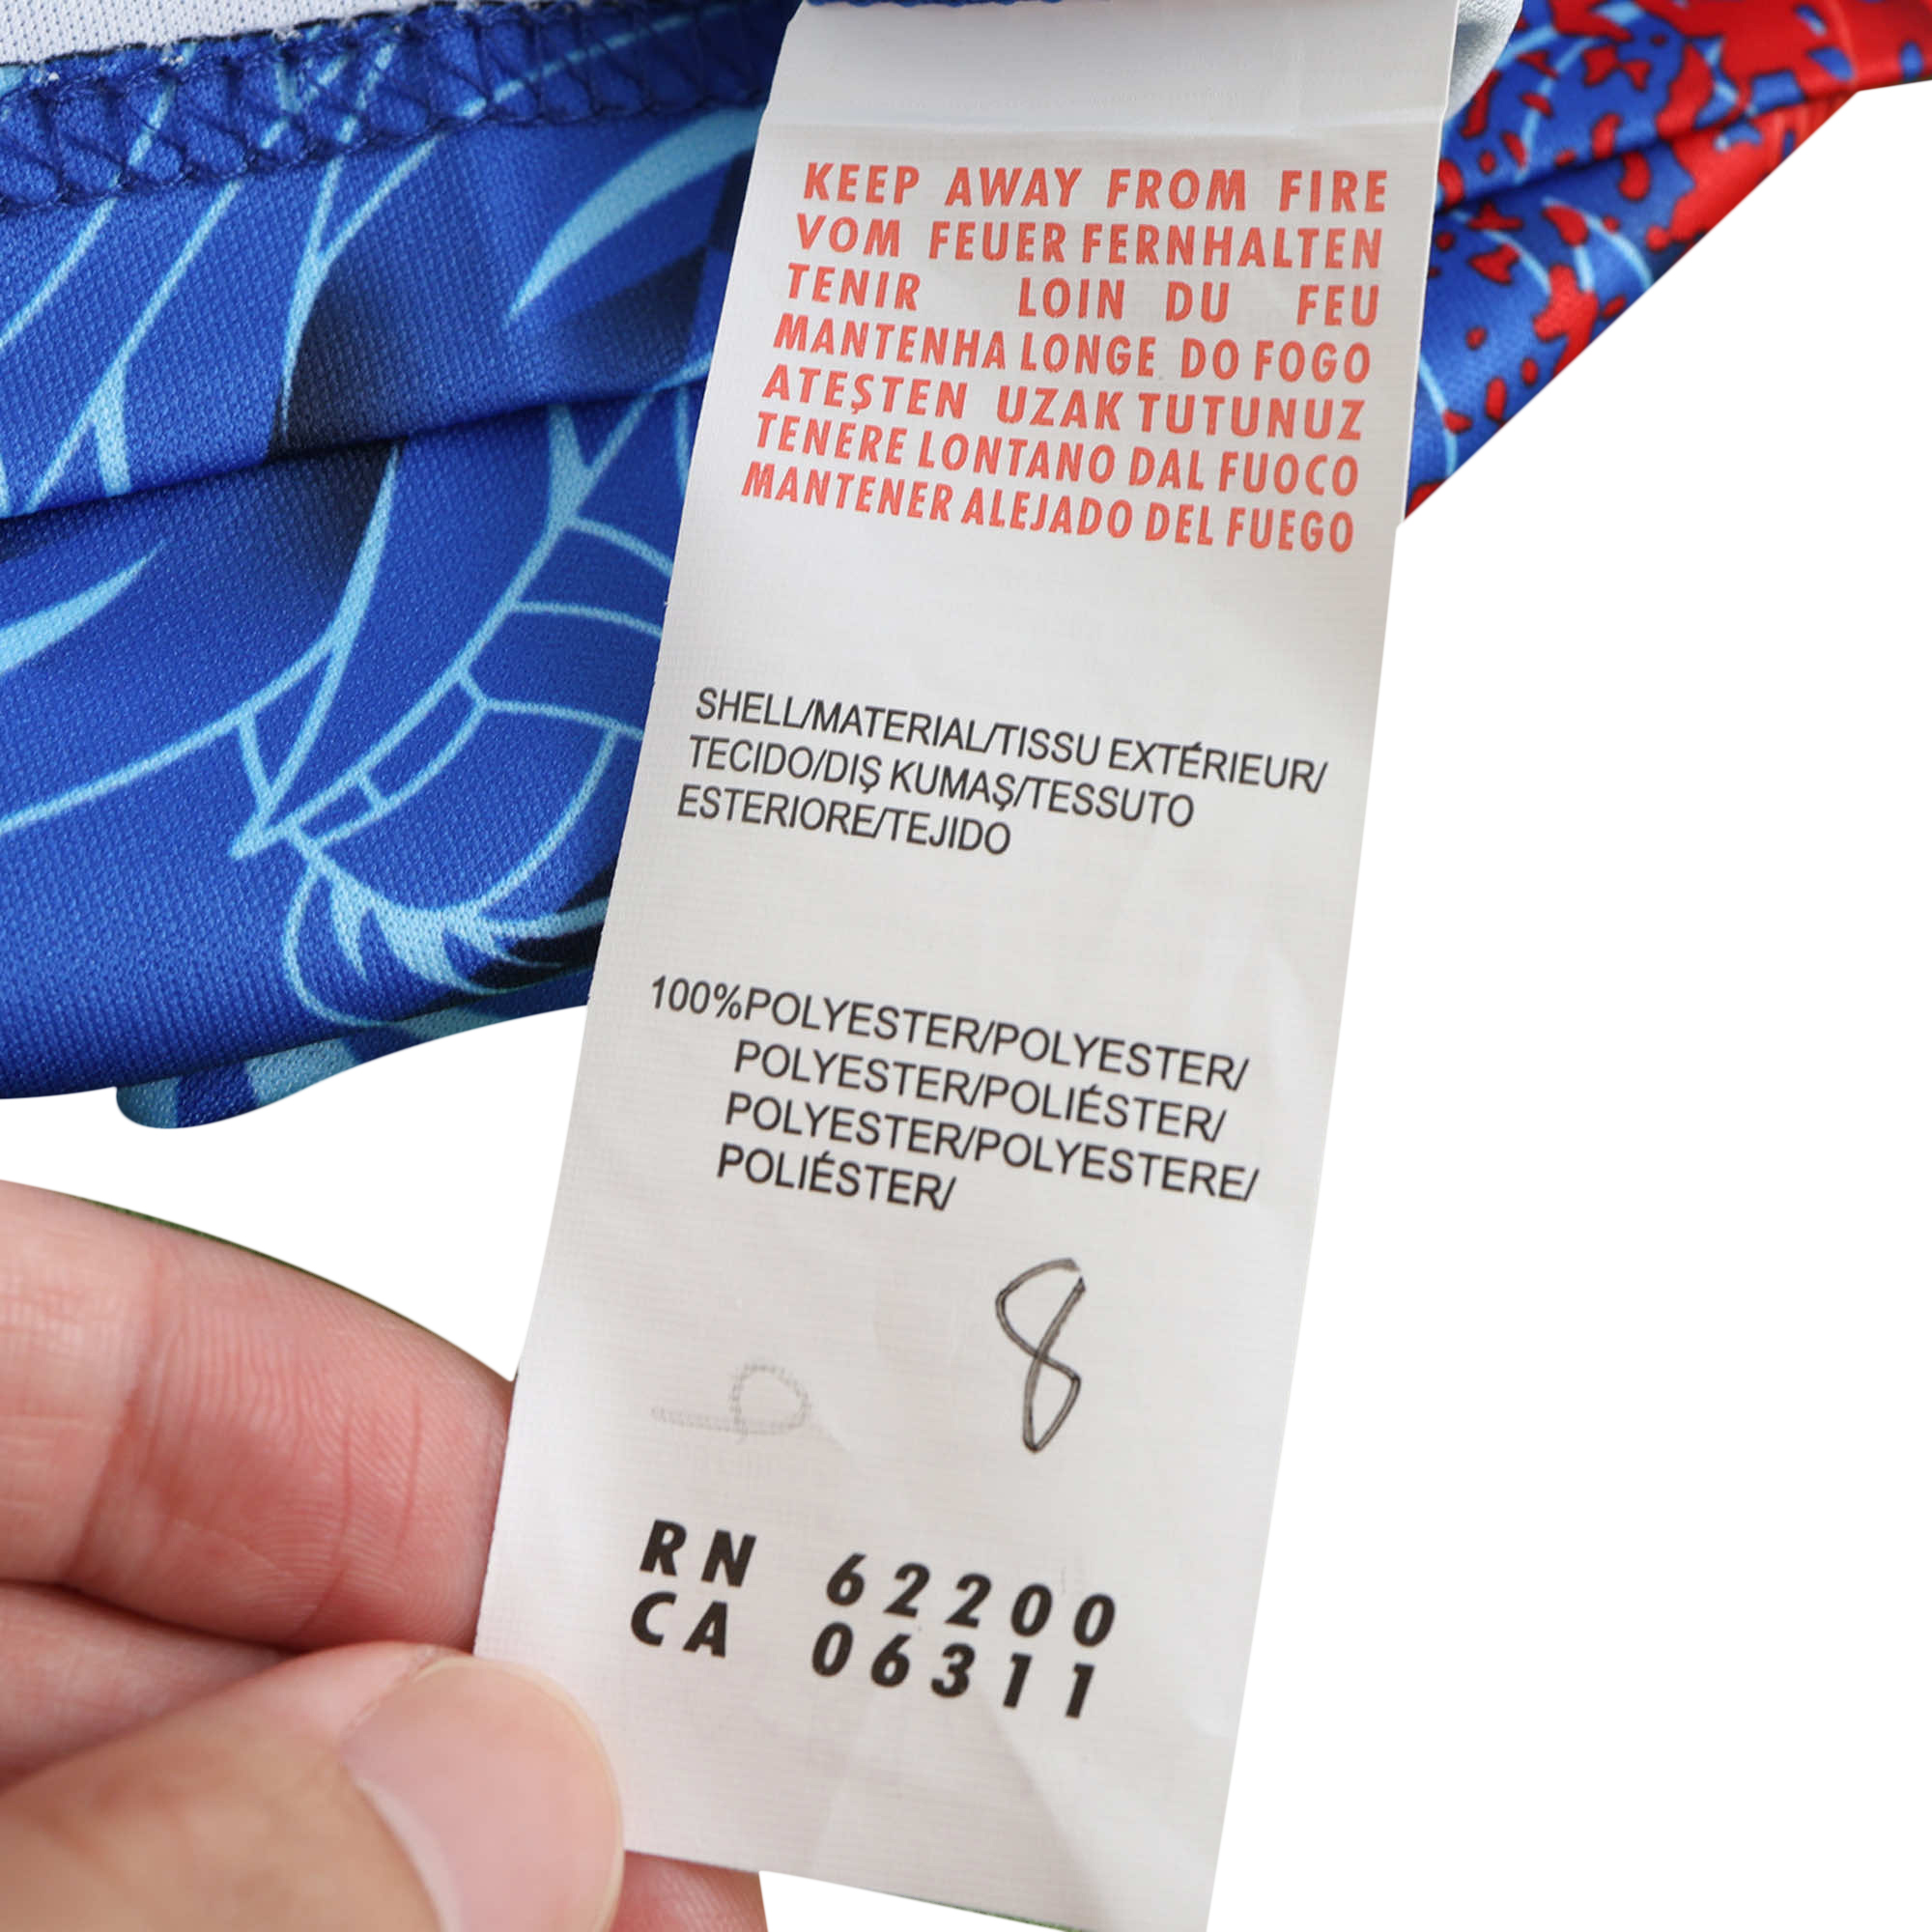 KEEP AWAY FROM FIRE
VOM FEUER FERNHALTEN
TENIR LOIN DU FEU
MANTENHA LONGE DO FOGO
ATEŞTEN UZAK TUTUNUZ
TENERE LONTANO DAL FUOCO
MANTENER ALEJADO DEL FUEGO
SHELL/MATERIAL/TISSU EXTÉRIEUR/
TECIDO/DIŞ KUMAŞ/TESSUTO
ESTERIORE/TEJIDO
100%POLYESTER/POLYESTER/
POLYESTER/POLIÉSTER/
POLYESTER/POLYESTERE/
POLIÉSTER/
8
RN 62200
CA 06311